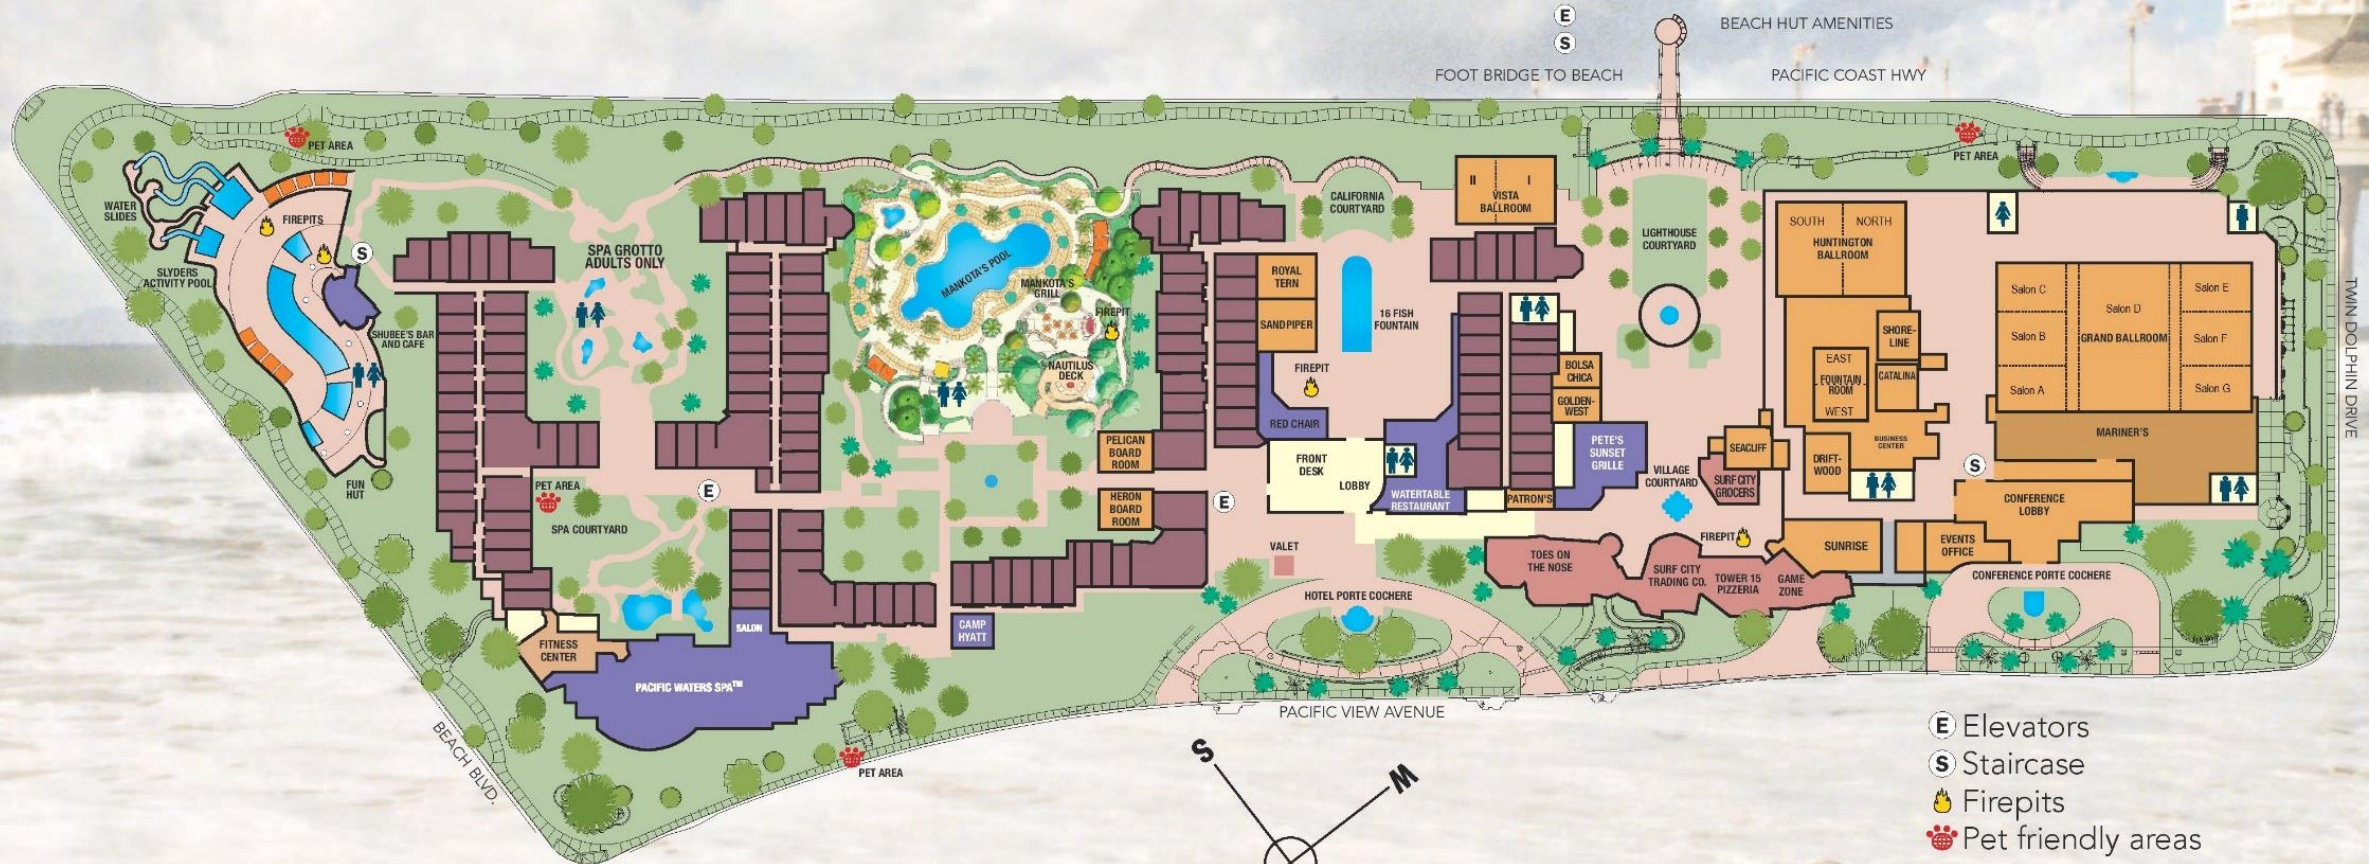 E
S
BEACH HUT AMENITIES
FOOT BRIDGE TO BEACH
PACIFIC COAST HWY
PET AREA
WATER
SLIDES
FIREPITS
S
SLYDERS
ACTIVITY POOL
SHUBEE'S BAR
AND CAFE
FUN
HUT
SPA GROTTO
ADULTS ONLY
PET AREA
SPA COURTYARD
E
FITNESS
CENTER
SALON
PACIFIC WATERS SPA™
PET AREA
BEACH BLVD.
MANKOTA'S POOL
MANKOTA'S
GRILL
FIREPIT
NAUTILUS
DECK
PELICAN
BOARD
ROOM
HERON
BOARD
ROOM
CAMP
HYATT
E
ROYAL
TERN
SANDPIPER
CALIFORNIA
COURTYARD
16 FISH
FOUNTAIN
FIREPIT
RED CHAIR
FRONT
DESK
LOBBY
VALET
HOTEL PORTE COCHERE
PACIFIC VIEW AVENUE
II I
VISTA
BALLROOM
WATERTABLE
RESTAURANT
BOLSA
CHICA
GOLDEN-
WEST
PETE'S
SUNSET
GRILLE
PATRON'S
LIGHTHOUSE
COURTYARD
VILLAGE
COURTYARD
SEACLIFF
SURF CITY
GROCERS
FIREPIT
TOES ON
THE NOSE
SURF CITY
TRADING CO.
TOWER 15
PIZZERIA
GAME
ZONE
PET AREA
SOUTH NORTH
HUNTINGTON
BALLROOM
SHORE-
LINE
EAST
FOUNTAIN
ROOM
WEST
CATALINA
BUSINESS
CENTER
DRIFT-
WOOD
SUNRISE
S
EVENTS
OFFICE
CONFERENCE
LOBBY
CONFERENCE PORTE COCHERE
Salon C
Salon B
Salon A
Salon D
GRAND BALLROOM
Salon E
Salon F
Salon G
MARINER'S
TWIN DOLPHIN DRIVE
S
W
E Elevators
S Staircase
Firepits
Pet friendly areas